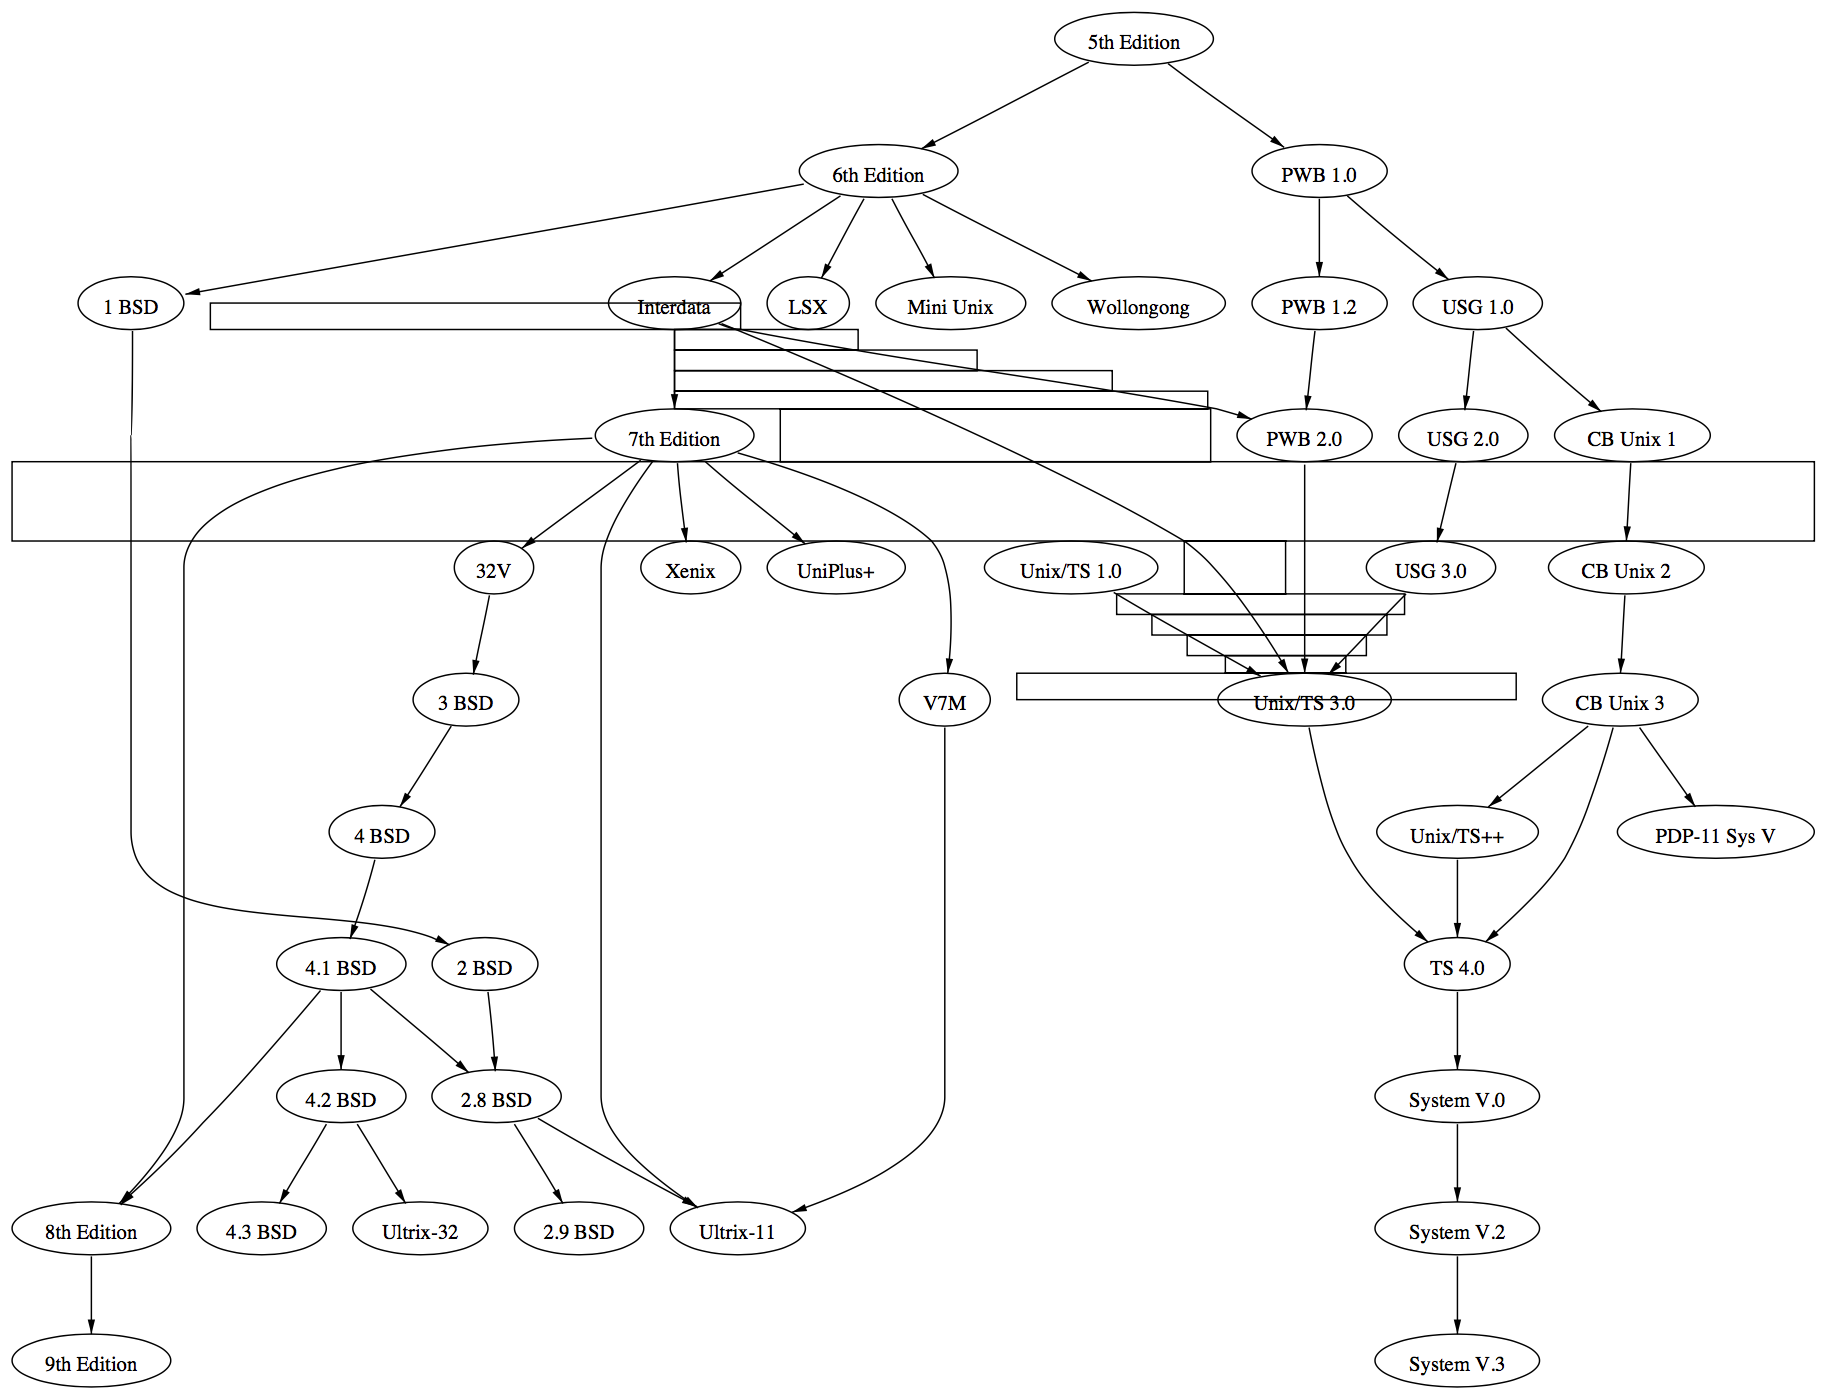 5th Edition
6th Edition
PWB 1.0
1 BSD
Interdata
LSX
Mini Unix
Wollongong
PWB 1.2
USG 1.0
7th Edition
PWB 2.0
USG 2.0
CB Unix 1
32V
Xenix
UniPlus+
Unix/TS 1.0
USG 3.0
CB Unix 2
3 BSD
V7M
Unix/TS 3.0
CB Unix 3
4 BSD
Unix/TS++
PDP-11 Sys V
4.1 BSD
2 BSD
TS 4.0
4.2 BSD
2.8 BSD
System V.0
8th Edition
4.3 BSD
Ultrix-32
2.9 BSD
Ultrix-11
System V.2
9th Edition
System V.3